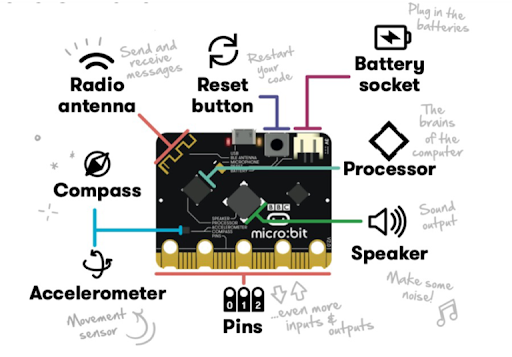 Radio
antenna
Send and
receive
messages
Reset
button
Restart
your
code
Battery
socket
Plug in the
batteries
Processor
The
brains
of the
computer
Compass
Accelerometer
Movement
sensor
Speaker
Sound
output
Make some
noise!
0 1 2
Pins
...even more
inputs &
outputs
USB
BLE ANTENNA
MICROPHONE
RESET
BATTERY
SPEAKER
PROCESSOR
ACCELEROMETER
COMPASS
PINS
BBC
micro:bit